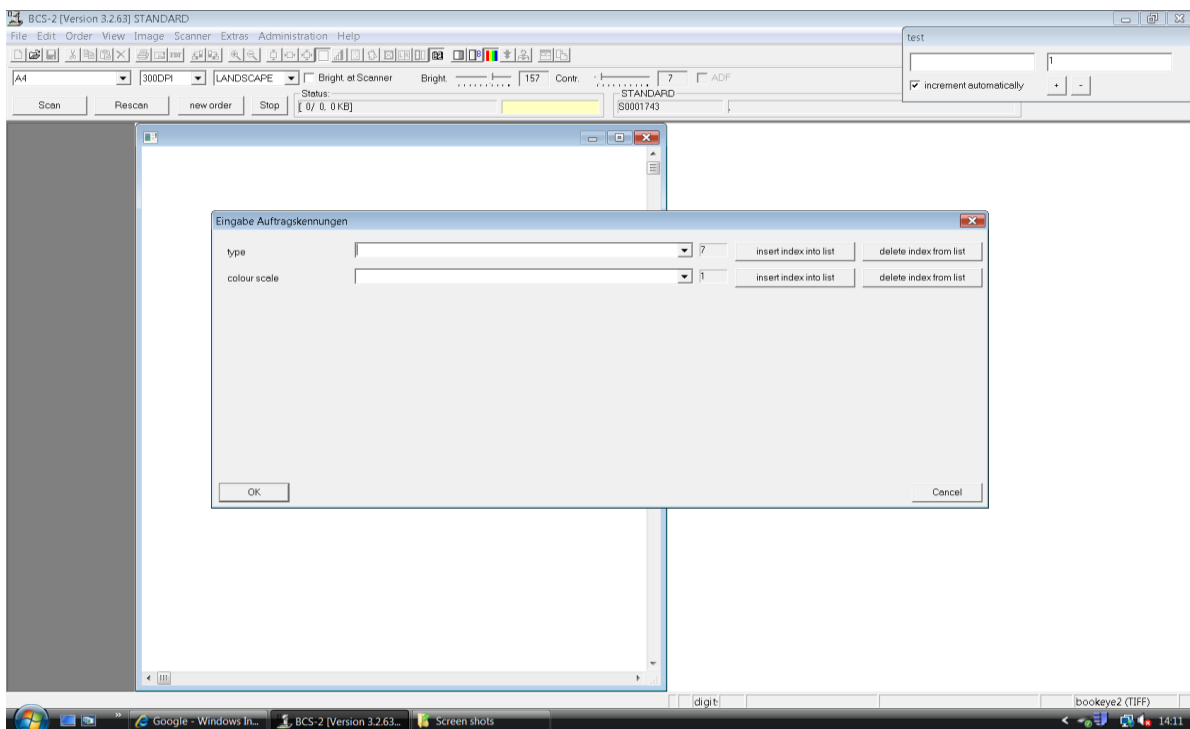 BCS-2 [Version 3.2.63] STANDARD
File Edit Order View Image Scanner Extras Administration Help
test
1
increment automatically
+ -
A4 300DPI LANDSCAPE Bright. at Scanner Bright. 157 Contr. 7 ADF
Status: STANDARD
Scan Rescan new order Stop [ 0/ 0, 0 KB] S0001743
Eingabe Auftragskennungen
type 7 insert index into list delete index from list
colour scale 1 insert index into list delete index from list
OK Cancel
digit bookeye2 (TIFF)
Google - Windows In... BCS-2 [Version 3.2.63... Screen shots 14:11